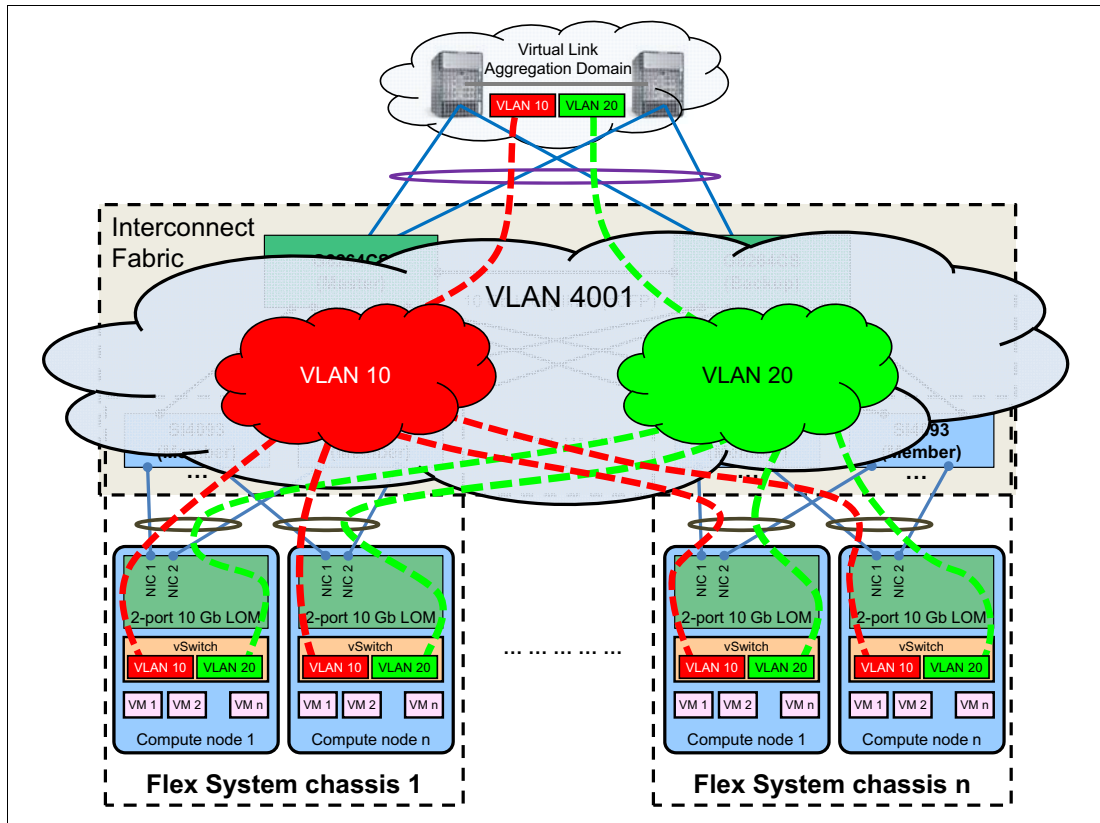 Virtual Link
Aggregation Domain
VLAN 10 VLAN 20
Interconnect
Fabric
(Master)
(Backup)
VLAN 4001
VLAN 10
VLAN 20
SI4093
SI4093
(Member)
(Member)
... ... ... ...
NIC 1 NIC 2 NIC 1 NIC 2 NIC 1 NIC 2 NIC 1 NIC 2
2-port 10 Gb LOM 2-port 10 Gb LOM 2-port 10 Gb LOM 2-port 10 Gb LOM
vSwitch vSwitch vSwitch vSwitch
VLAN 10 VLAN 20 VLAN 10 VLAN 20 ... ... ... ... ... VLAN 10 VLAN 20 VLAN 10 VLAN 20
VM 1 VM 2 VM n VM 1 VM 2 VM n VM 1 VM 2 VM n VM 1 VM 2 VM n
Compute node 1 Compute node n Compute node 1 Compute node n
Flex System chassis 1 Flex System chassis n